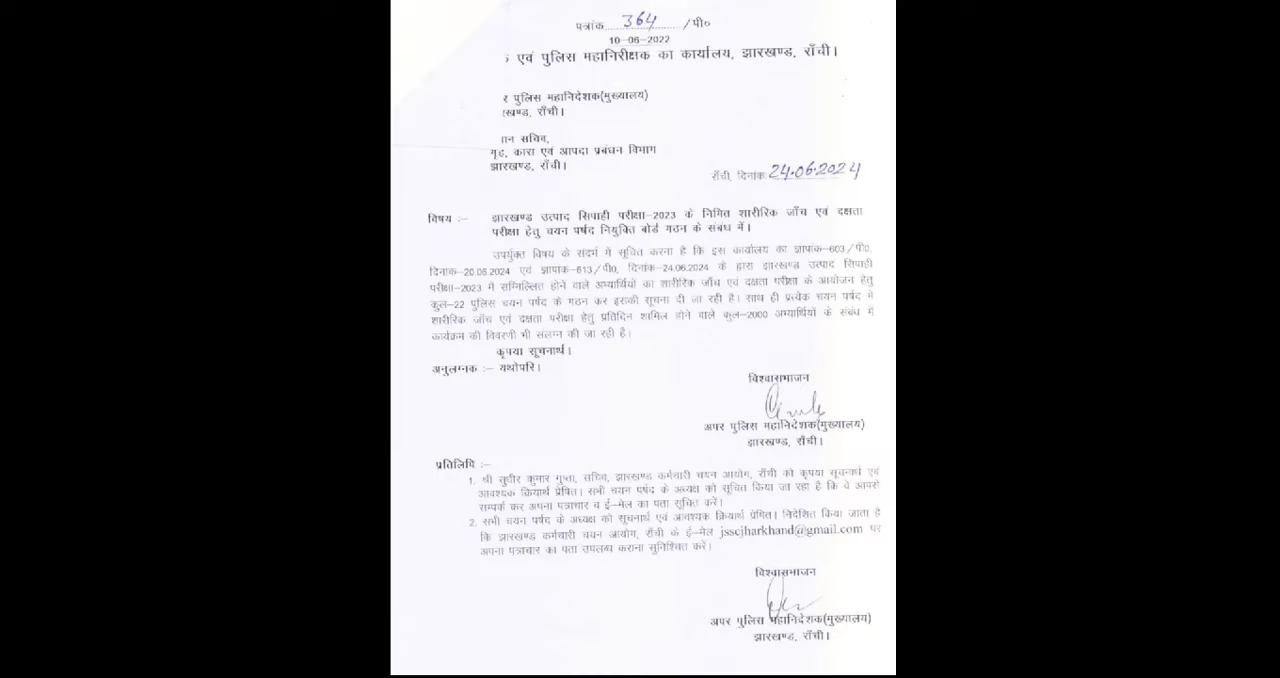 पत्रांक 364 /पी०
10-06-2022
एवं पुलिस महानिरीक्षक का कार्यालय, झारखण्ड, राँची।
र पुलिस महानिदेशक(मुख्यालय)
रखण्ड, राँची।
ान सचिव,
गृह, कारा एवं आपदा प्रबंधन विभाग
झारखण्ड, राँची।
राँची, दिनांक 24.06.2024
विषय :– झारखण्ड उत्पाद सिपाही परीक्षा–2023 के निमित शारीरिक जाँच एवं दक्षता
परीक्षा हेतु चयन पर्षद नियुक्ति बोर्ड गठन के संबंध में।
उपर्युक्त विषय के संदर्भ में सूचित करना है कि इस कार्यालय का ज्ञापांक–603/पी0,
दिनांक–20.06.2024 एवं ज्ञापांक–613/पी0, दिनांक–24.06.2024 के द्वारा झारखण्ड उत्पाद सिपाही
परीक्षा–2023 में सम्मिल्लित होने वाले अभ्यार्थियों का शारीरिक जाँच एवं दक्षता परीक्षा के आयोजन हेतु
कुल–22 पुलिस चयन पर्षद के गठन कर इसकी सूचना दी जा रही है। साथ ही प्रत्येक चयन पर्षद में
शारीरिक जाँच एवं दक्षता परीक्षा हेतु प्रतिदिन शामिल होने वाले कुल–2000 अभ्यार्थियों के संबंध में
कार्यक्रम की विवरणी भी संलग्न की जा रही है।
कृपया सूचनार्थ।
अनुलग्नक :– यथोपरि।
विश्वासभाजन
अपर पुलिस महानिदेशक(मुख्यालय)
झारखण्ड, राँची।
प्रतिलिपि :–
1. श्री सुधीर कुमार गुप्ता, सचिव, झारखण्ड कर्मचारी चयन आयोग, राँची को कृपया सूचनार्थ एवं
आवश्यक क्रियार्थ प्रेषित। सभी चयन पर्षद के अध्यक्ष को सूचित किया जा रहा है कि वे आपसे
सम्पर्क कर अपना पत्राचार व ई–मेल का पता सूचित करें।
2. सभी चयन पर्षद के अध्यक्ष को सूचनार्थ एवं आवश्यक क्रियार्थ प्रेषित। निदेशित किया जाता है
कि झारखण्ड कर्मचारी चयन आयोग, राँची के ई–मेल jsscjharkhand@gmail.com पर
अपना पत्राचार का पता उपलब्ध कराना सुनिश्चित करें।
विश्वासभाजन
अपर पुलिस महानिदेशक(मुख्यालय)
झारखण्ड, राँची।